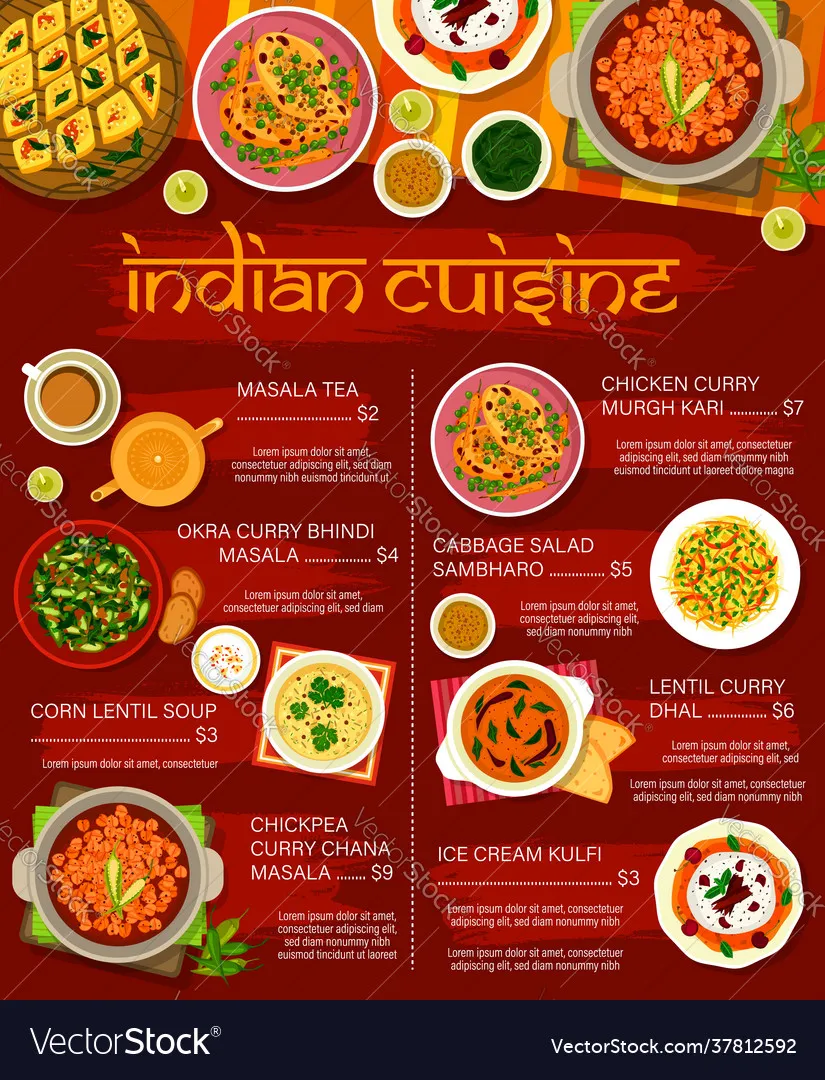 indian cuisine
MASALA TEA
.............................. $2
Lorem ipsum dolor sit amet,
consectetuer adipiscing elit, sed diam
nonummy nibh euismod tincidunt ut
OKRA CURRY BHINDI
MASALA ................. $4
Lorem ipsum dolor sit amet,
consectetuer adipiscing elit, sed diam
CORN LENTIL SOUP
......................................... $3
Lorem ipsum dolor sit amet, consectetuer
CHICKPEA
CURRY CHANA
MASALA ........ $9
Lorem ipsum dolor sit amet,
consectetuer adipiscing elit,
sed diam nonummy nibh
euismod tincidunt ut laoreet
CHICKEN CURRY
MURGH KARI ............. $7
Lorem ipsum dolor sit amet, consectetuer
adipiscing elit, sed diam nonummy nibh
euismod tincidunt ut laoreet dolore magna
CABBAGE SALAD
SAMBHARO ............... $5
Lorem ipsum dolor sit amet,
consectetuer adipiscing elit,
sed diam nonummy nibh
LENTIL CURRY
DHAL ................ $6
Lorem ipsum dolor sit amet,
consectetuer adipiscing elit, sed
Lorem ipsum dolor sit amet, consectetuer
adipiscing elit, sed diam nonummy nibh
ICE CREAM KULFI
............................................ $3
Lorem ipsum dolor sit amet, consectetuer
adipiscing elit, sed diam nonummy nibh
Lorem ipsum dolor sit amet, consectetuer
adipiscing elit, sed diam nonummy nibh
VectorStock®
VectorStock.com/37812592